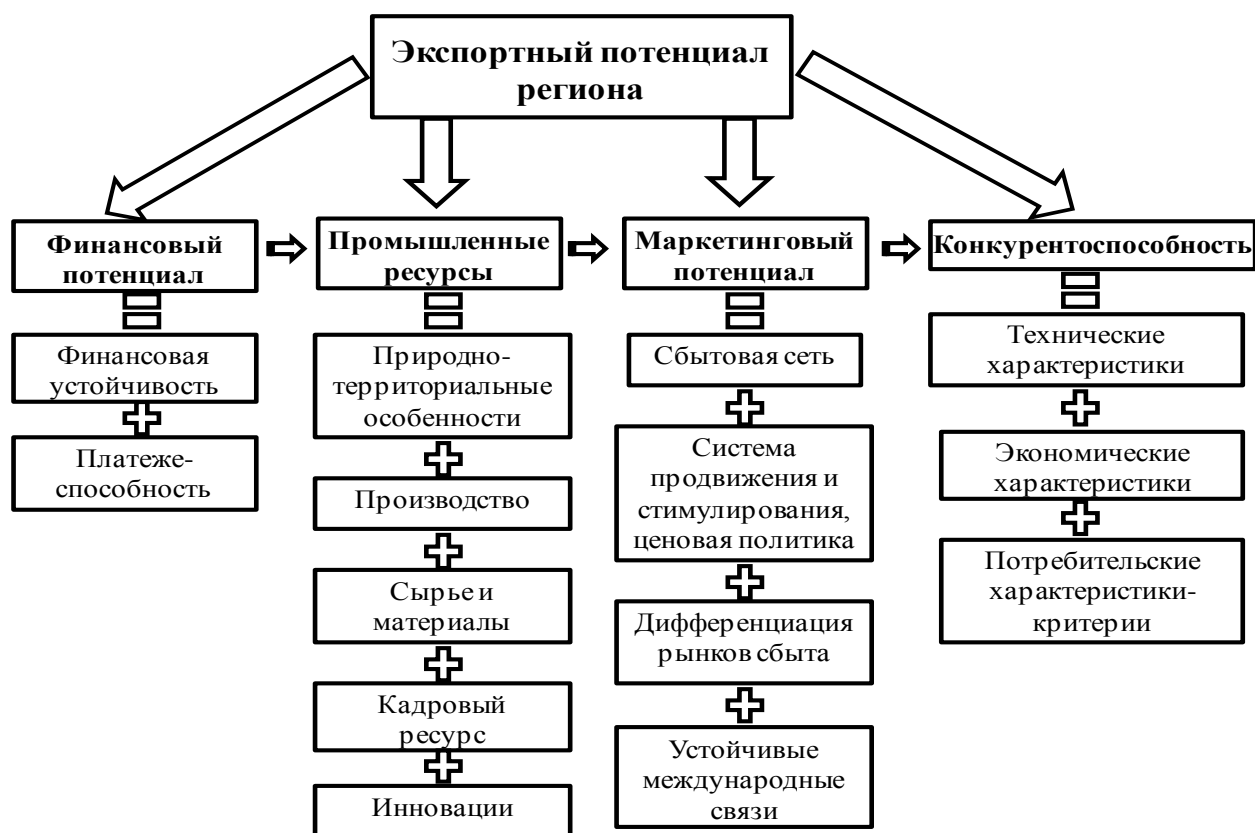 Экспортный потенциал
региона
Финансовый
потенциал
Промышленные
ресурсы
Маркетинговый
потенциал
Конкурентоспособность
Финансовая
устойчивость
Платеже-
способность
Природно-
территориальные
особенности
Производство
Сырье и
материалы
Кадровый
ресурс
Инновации
Сбытовая сеть
Система
продвижения и
стимулирования,
ценовая политика
Дифференциация
рынков сбыта
Устойчивые
международные
связи
Технические
характеристики
Экономические
характеристики
Потребительские
характеристики-
критерии